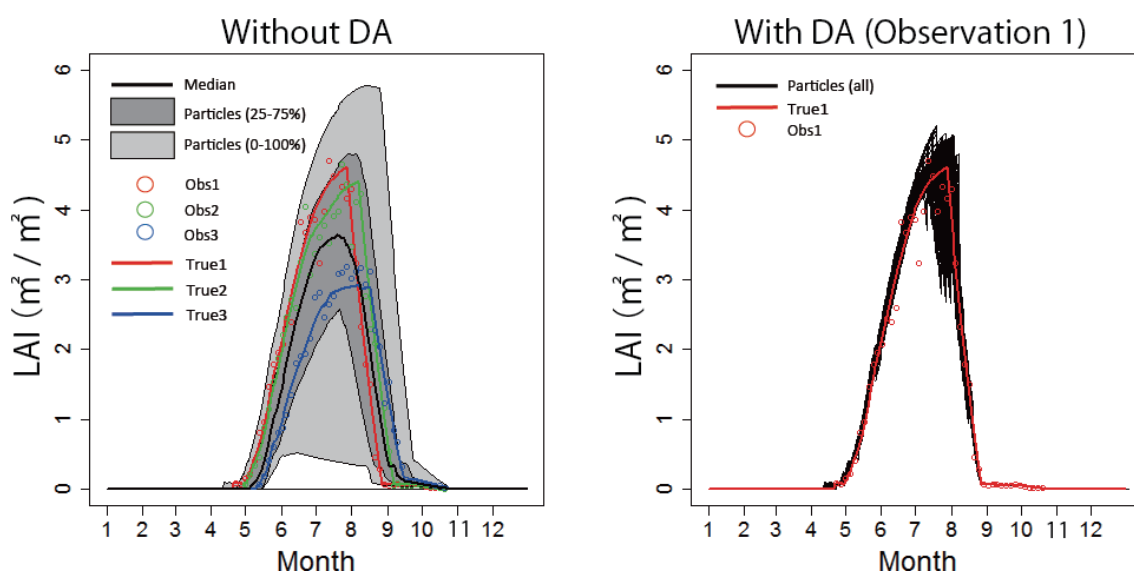 Without DA
6
5
4
3
2
1
0
LAI (m²/m²)
Median
Particles (25-75%)
Particles (0-100%)
Obs1
Obs2
Obs3
True1
True2
True3
1 2 3 4 5 6 7 8 9 10 11 12
Month
With DA (Observation 1)
6
5
4
3
2
1
0
LAI (m²/m²)
Particles (all)
True1
Obs1
1 2 3 4 5 6 7 8 9 10 11 12
Month